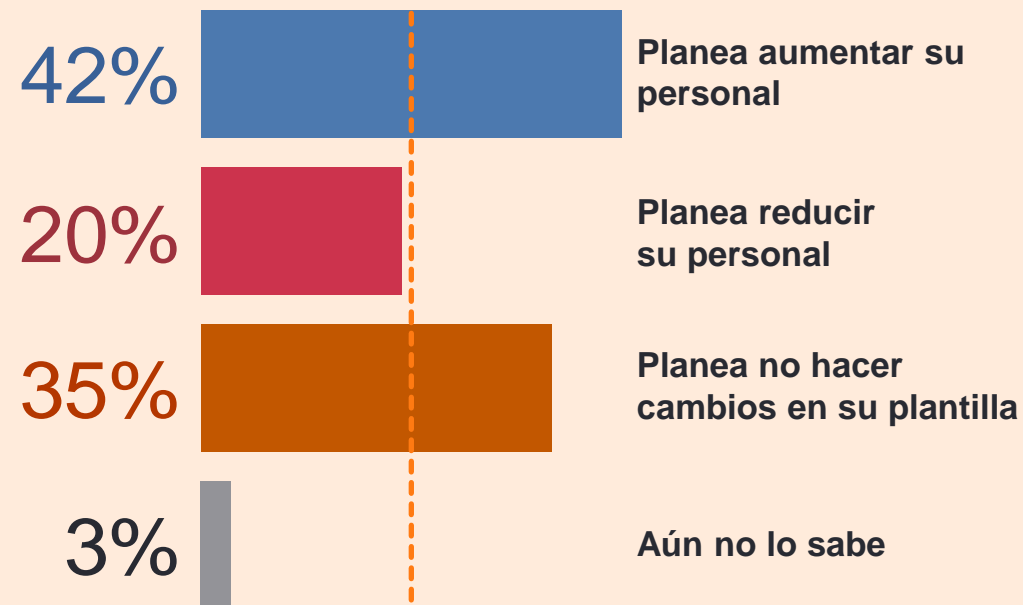 42%
Planea aumentar su
personal
20%
Planea reducir
su personal
35%
Planea no hacer
cambios en su plantilla
3%
Aún no lo sabe